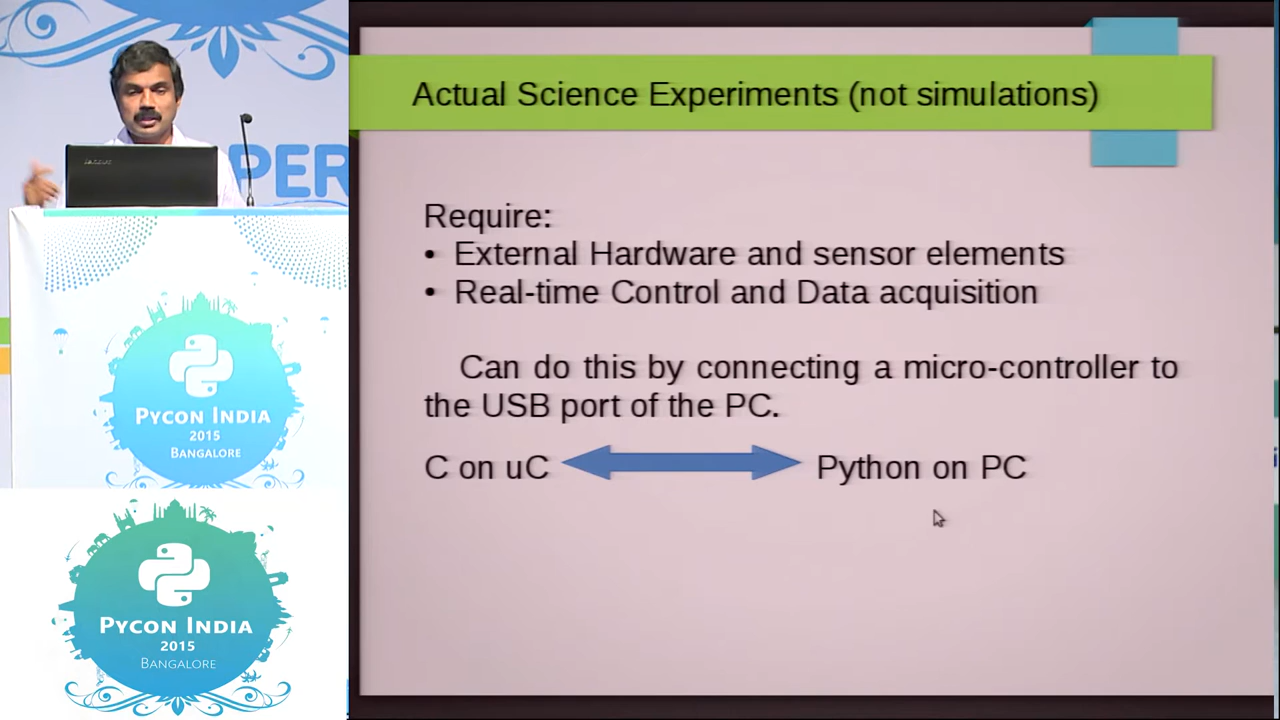 Actual Science Experiments (not simulations)
Require:
• External Hardware and sensor elements
• Real-time Control and Data acquisition
Can do this by connecting a micro-controller to
the USB port of the PC.
C on uC
Python on PC
PER
PYCON INDIA
2015
BANGALORE
PYCON INDIA
2015
BANGALORE